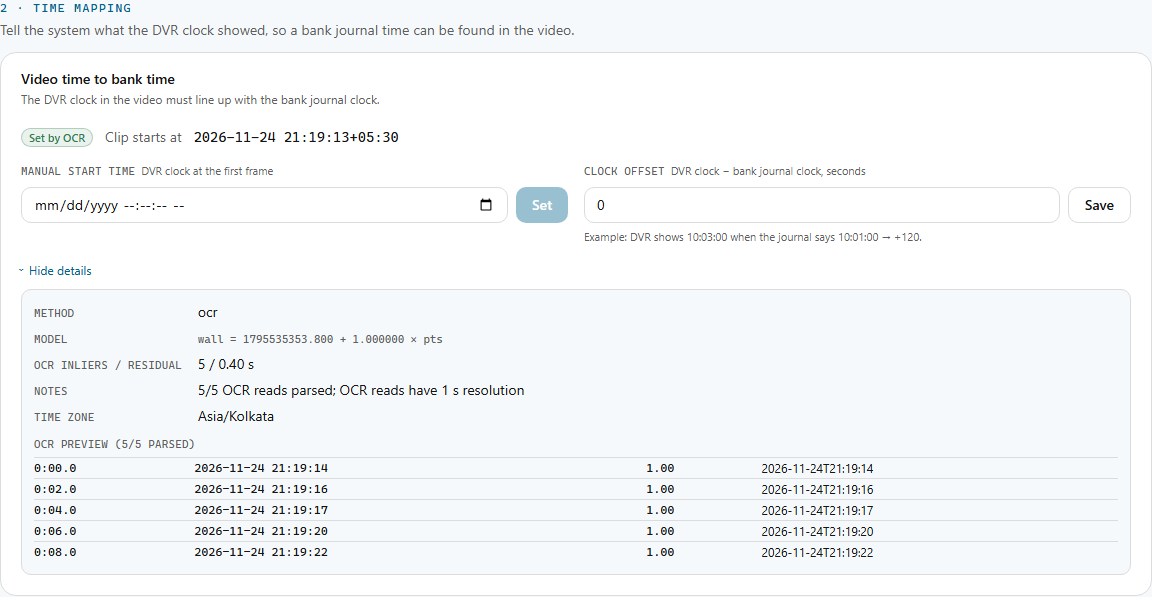 2 · TIME MAPPING
Tell the system what the DVR clock showed, so a bank journal time can be found in the video.
Video time to bank time
The DVR clock in the video must line up with the bank journal clock.
Set by OCR Clip starts at 2026-11-24 21:19:13+05:30
MANUAL START TIME DVR clock at the first frame
mm/dd/yyyy --:--:-- -- Set
CLOCK OFFSET DVR clock − bank journal clock, seconds
0 Save
Example: DVR shows 10:03:00 when the journal says 10:01:00 → +120.
Hide details
METHOD ocr
MODEL wall = 1795535353.800 + 1.000000 × pts
OCR INLIERS / RESIDUAL 5 / 0.40 s
NOTES 5/5 OCR reads parsed; OCR reads have 1 s resolution
TIME ZONE Asia/Kolkata
OCR PREVIEW (5/5 PARSED)
0:00.0 2026-11-24 21:19:14 1.00 2026-11-24T21:19:14
0:02.0 2026-11-24 21:19:16 1.00 2026-11-24T21:19:16
0:04.0 2026-11-24 21:19:17 1.00 2026-11-24T21:19:17
0:06.0 2026-11-24 21:19:20 1.00 2026-11-24T21:19:20
0:08.0 2026-11-24 21:19:22 1.00 2026-11-24T21:19:22